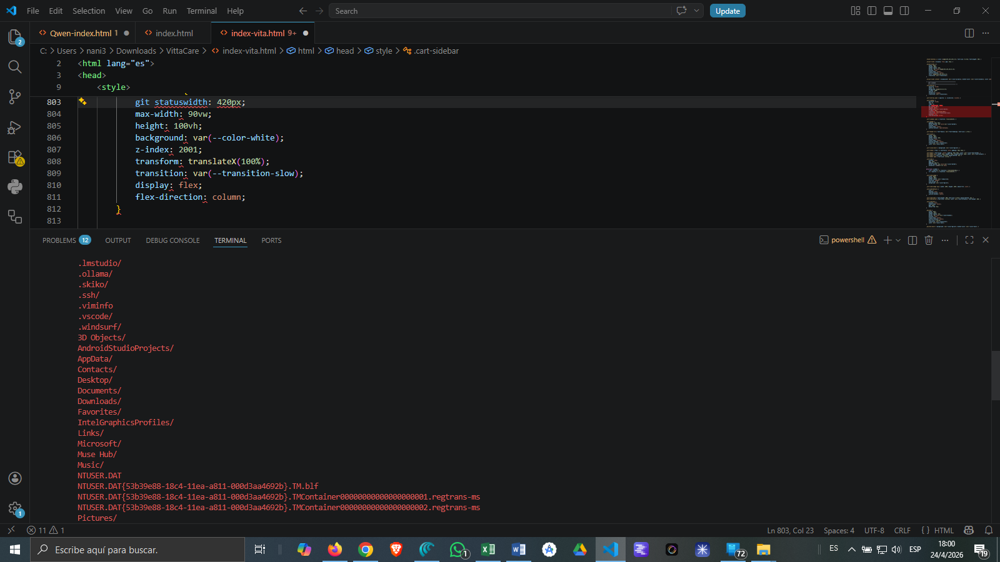 File Edit Selection View Go Run Terminal Help
Search
Update
Qwen-index.html 1
index.html
index-vita.html 9+
C: > Users > nani3 > Downloads > VittaCare > index-vita.html > html > head > style > .cart-sidebar
2 <html lang="es">
3 <head>
9 <style>
803 git statuswidth: 420px;
804 max-width: 90vw;
805 height: 100vh;
806 background: var(--color-white);
807 z-index: 2001;
808 transform: translateX(100%);
809 transition: var(--transition-slow);
810 display: flex;
811 flex-direction: column;
812 }
813
PROBLEMS 12 OUTPUT DEBUG CONSOLE TERMINAL PORTS
powershell
.lmstudio/
.ollama/
.skiko/
.ssh/
.viminfo
.vscode/
.windsurf/
3D Objects/
AndroidStudioProjects/
AppData/
Contacts/
Desktop/
Documents/
Downloads/
Favorites/
IntelGraphicsProfiles/
Links/
Microsoft/
Muse Hub/
Music/
NTUSER.DAT
NTUSER.DAT{53b39e88-18c4-11ea-a811-000d3aa4692b}.TM.blf
NTUSER.DAT{53b39e88-18c4-11ea-a811-000d3aa4692b}.TMContainer00000000000000000001.regtrans-ms
NTUSER.DAT{53b39e88-18c4-11ea-a811-000d3aa4692b}.TMContainer00000000000000000002.regtrans-ms
Pictures/
2
1
11 1
Ln 803, Col 23 Spaces: 4 UTF-8 CRLF { } HTML
Escribe aquí para buscar.
1
72
ES
ESP
18:00
24/4/2026
19